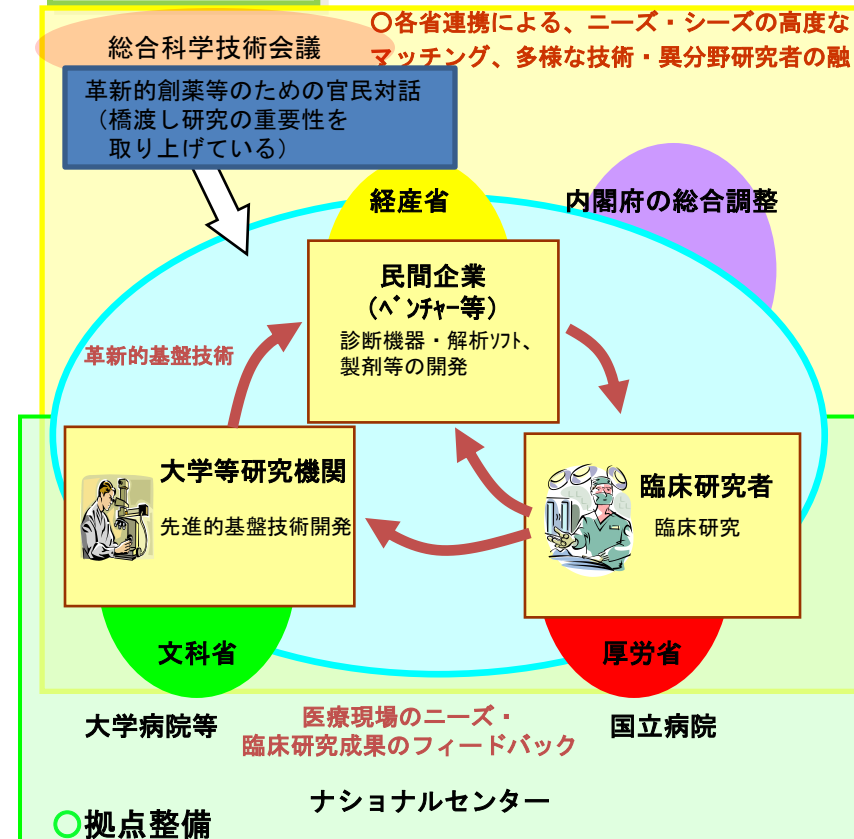 総合科学技術会議
○各省連携による、ニーズ・シーズの高度な
マッチング、多様な技術・異分野研究者の融
革新的創薬等のための官民対話
（橋渡し研究の重要性を
取り上げている）
経産省
内閣府の総合調整
民間企業
（ﾍﾞﾝﾁｬｰ等）
診断機器・解析ｿﾌﾄ、
製剤等の開発
革新的基盤技術
大学等研究機関
先進的基盤技術開発
臨床研究者
臨床研究
文科省
厚労省
大学病院等
医療現場のニーズ・
臨床研究成果のフィードバック
国立病院
ナショナルセンター
○拠点整備